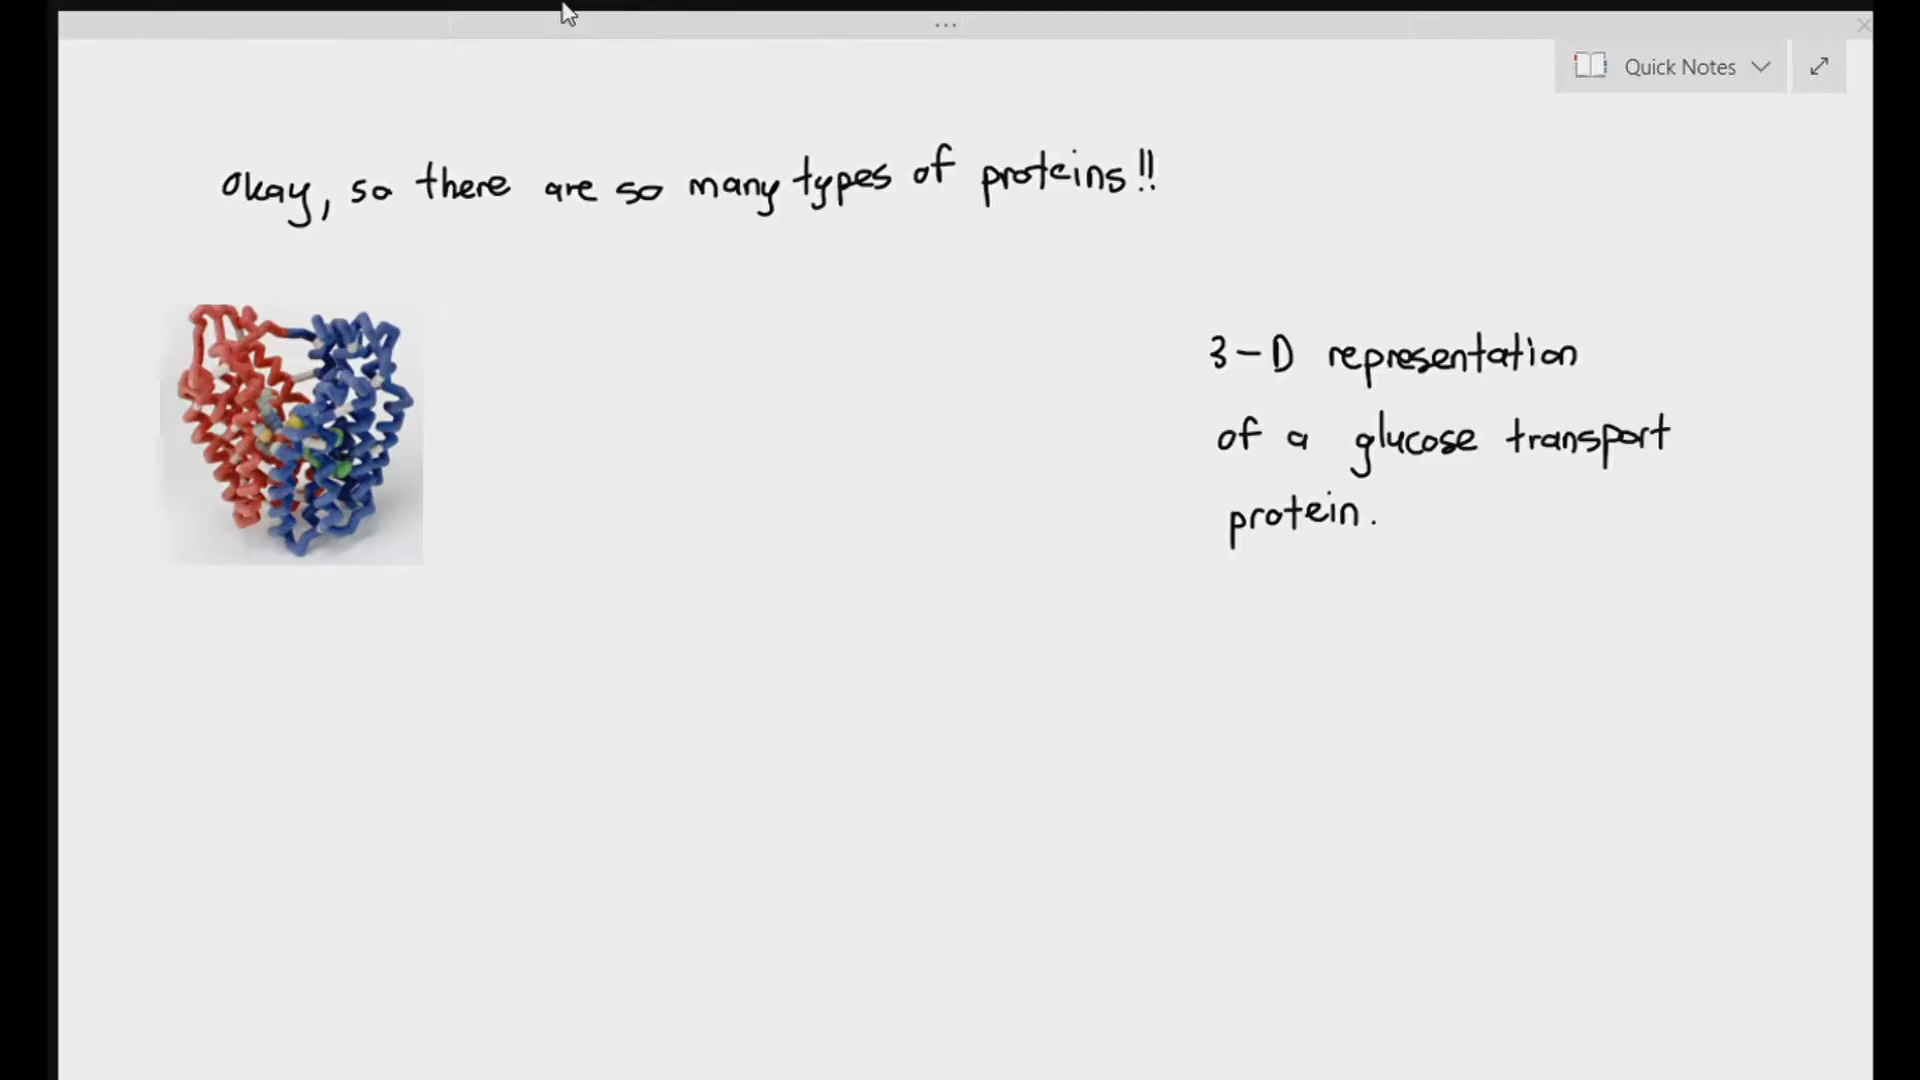 Quick Notes
Okay, so there are so many types of proteins!!
3-D representation
of a glucose transport
protein.